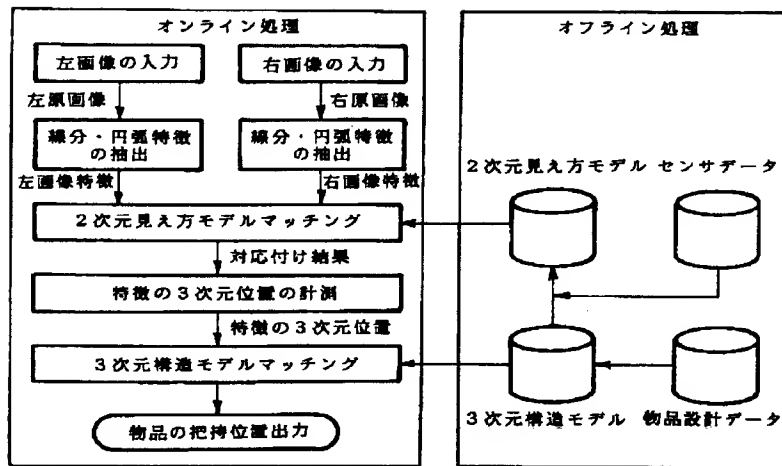 オンライン処理
オフライン処理
左画像の入力
右画像の入力
左原画像
右原画像
線分・円弧特徴
の抽出
線分・円弧特徴
の抽出
左画像特徴
右画像特徴
2次元見え方モデルマッチング
対応付け結果
特徴の3次元位置の計測
特徴の3次元位置
3次元構造モデルマッチング
物品の把持位置出力
2次元見え方モデル センサデータ
3次元構造モデル 物品設計データ